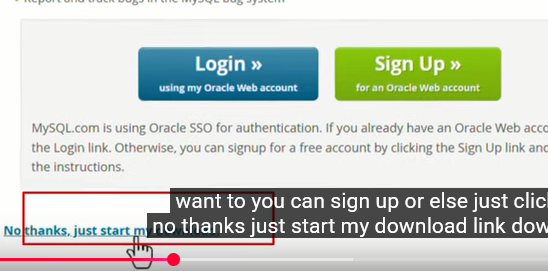 Report and track bugs in the MySQL bug system
Login »
using my Oracle Web account
Sign Up »
for an Oracle Web account
MySQL.com is using Oracle SSO for authentication. If you already have an Oracle Web acco
the Login link. Otherwise, you can signup for a free account by clicking the Sign Up link and
the instructions.
want to you can sign up or else just clic
No thanks, just start my
no thanks just start my download link dow